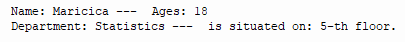 Name: Maricica ---  Ages: 18
Department: Statistics ---  is situated on: 5-th floor.